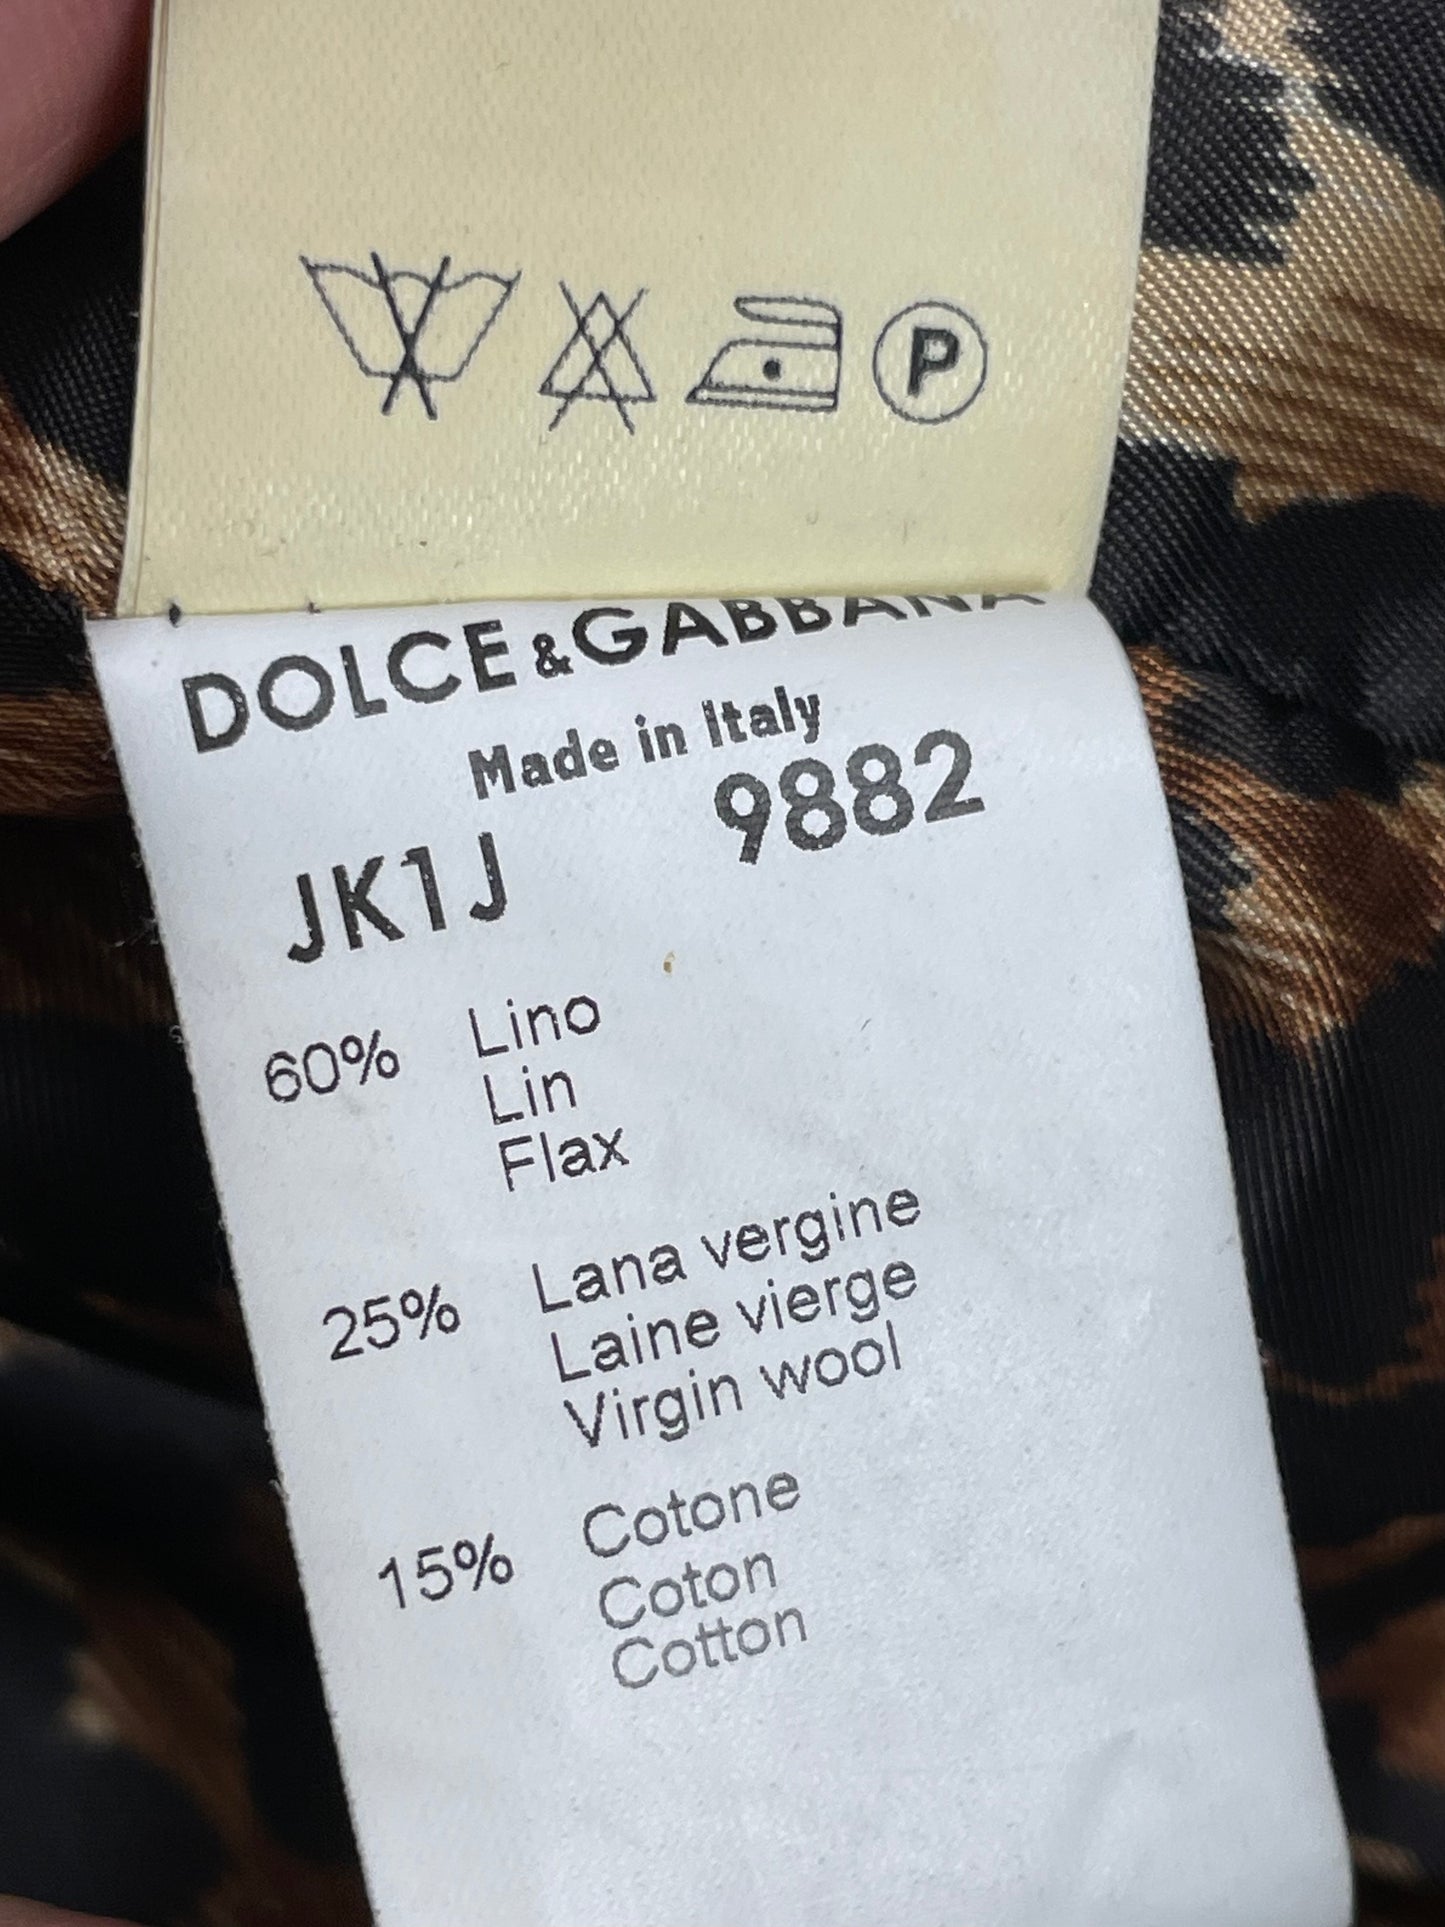 P
DOLCE&GABBANA
Made in Italy
JK1J 9882
60% Lino
Lin
Flax
25% Lana vergine
Laine vierge
Virgin wool
15% Cotone
Coton
Cotton